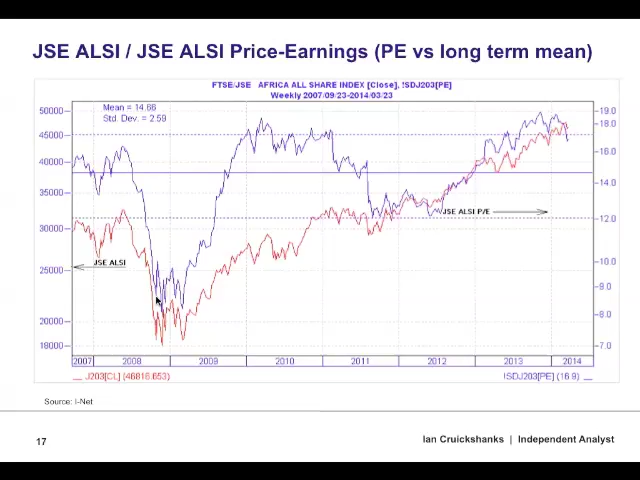 JSE ALSI / JSE ALSI Price-Earnings (PE vs long term mean)
FTSE/JSE AFRICA ALL SHARE INDEX [Close], !SDJ203[PE]
Weekly 2007/09/23-2014/03/23
Mean = 14.66
Std. Dev. = 2.59
50000
45000
40000
35000
30000
25000
20000
18000
19.0
18.0
16.0
14.0
12.0
10.0
9.0
8.0
7.0
JSE ALSI P/E
JSE ALSI
2007 2008 2009 2010 2011 2012 2013 2014
J203[CL] (46816.653)
!SDJ203[PE] (16.9)
Source: I-Net
17
Ian Cruickshanks | Independent Analyst